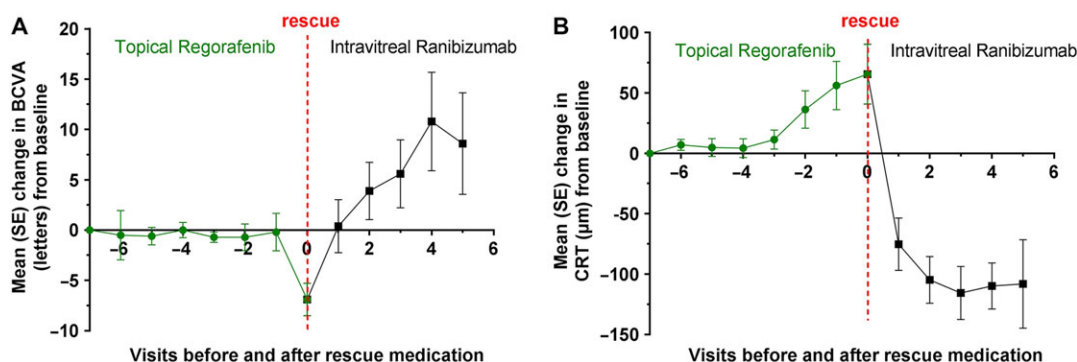 A
rescue
Topical Regorafenib
Intravitreal Ranibizumab
Mean (SE) change in BCVA
(letters) from baseline
20
15
10
5
0
−5
−10
−6
−4
−2
0
2
4
6
Visits before and after rescue medication
B
rescue
Topical Regorafenib
Intravitreal Ranibizumab
Mean (SE) change in
CRT (µm) from baseline
100
50
0
−50
−100
−150
−6
−4
−2
0
2
4
6
Visits before and after rescue medication